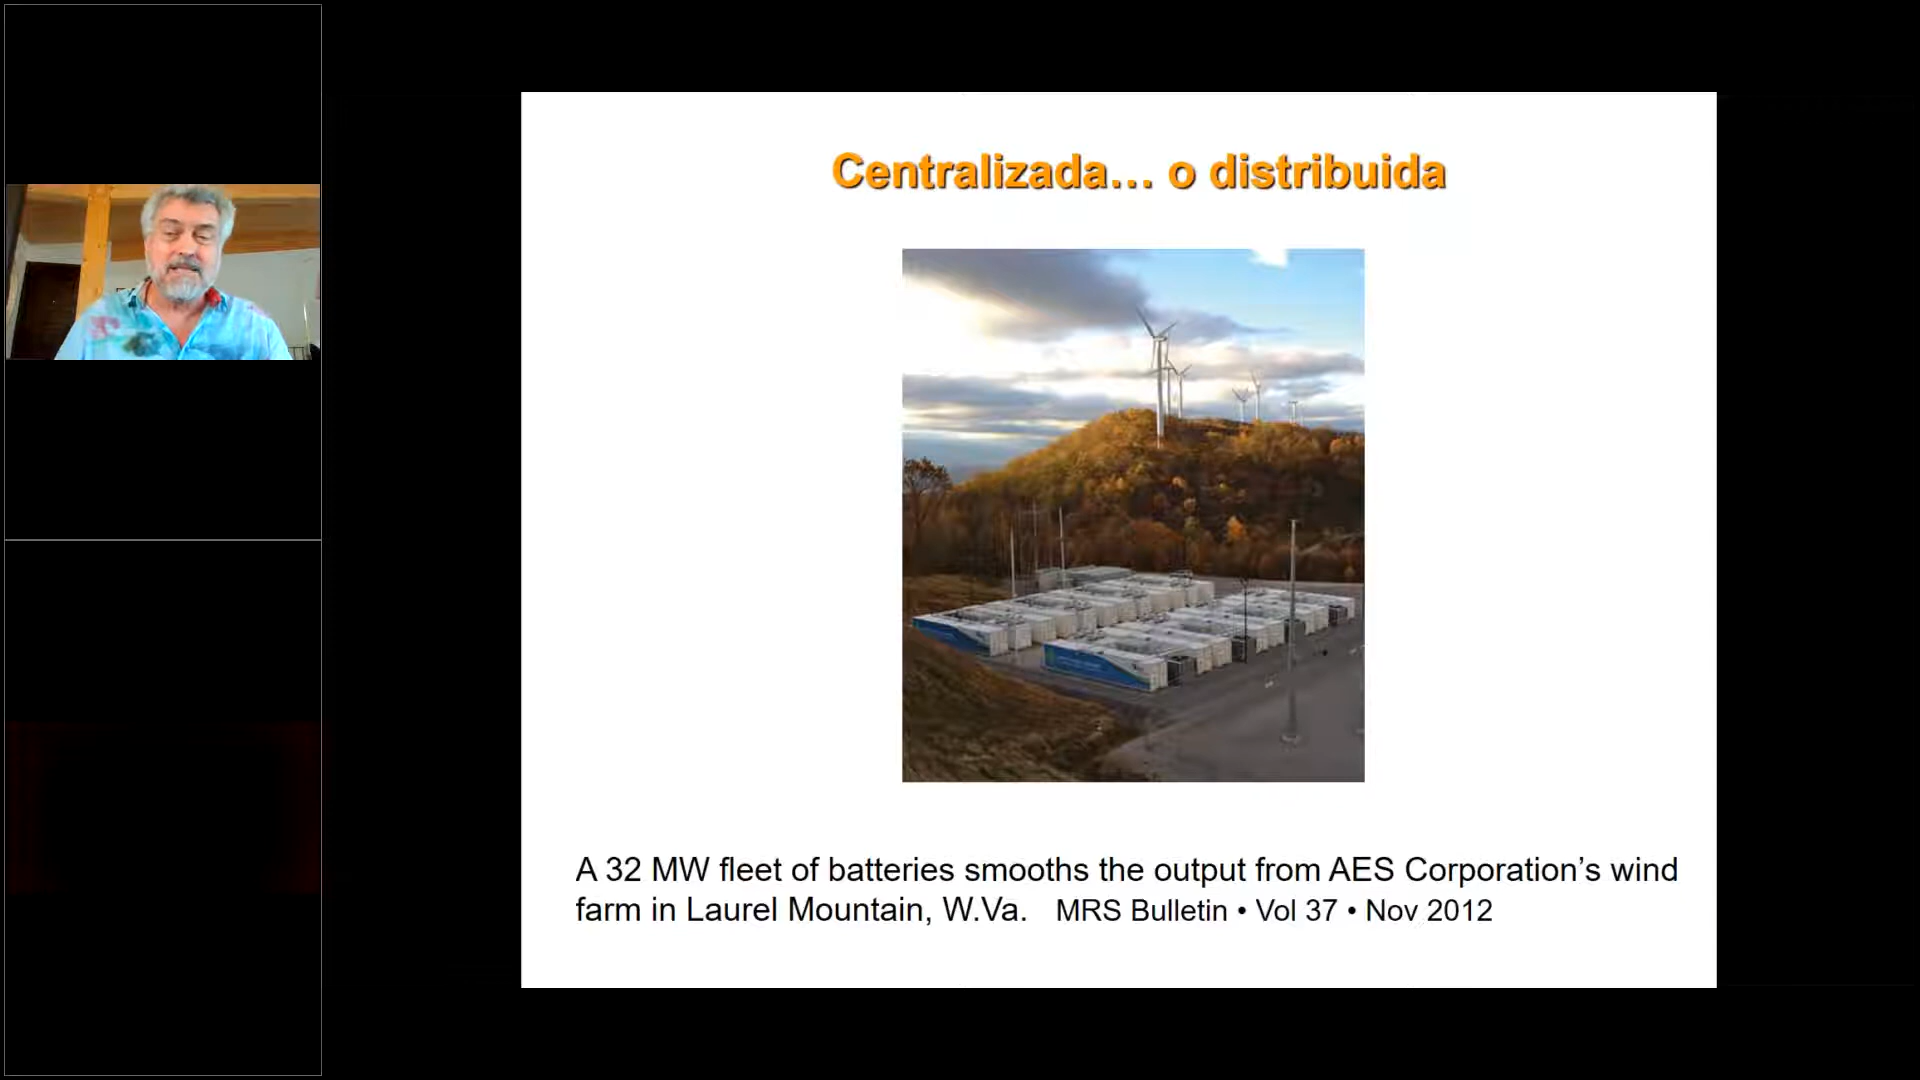 Centralizada… o distribuida
A 32 MW fleet of batteries smooths the output from AES Corporation’s wind
farm in Laurel Mountain, W.Va. MRS Bulletin • Vol 37 • Nov 2012